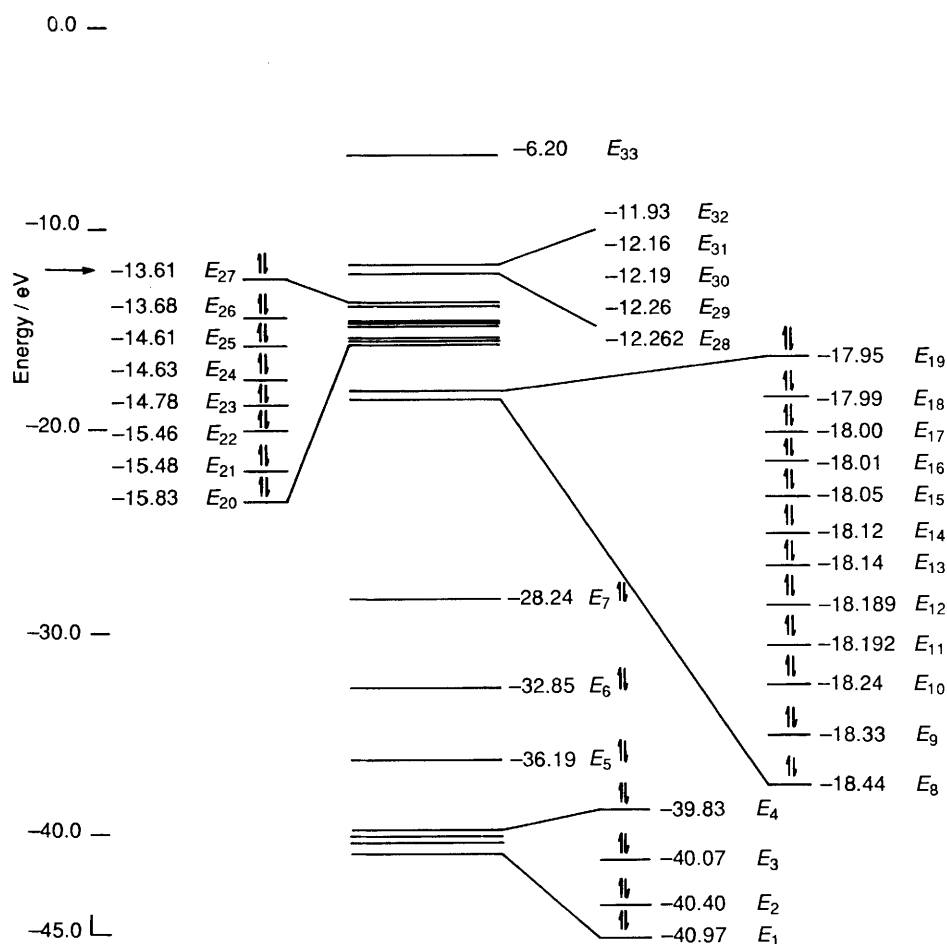 0.0
-10.0
-20.0
-30.0
-40.0
-45.0
Energy / eV
-6.20 E33
-11.93 E32
-12.16 E31
-12.19 E30
-12.26 E29
-12.262 E28
-13.61 E27
-13.68 E26
-14.61 E25
-14.63 E24
-14.78 E23
-15.46 E22
-15.48 E21
-15.83 E20
-17.95 E19
-17.99 E18
-18.00 E17
-18.01 E16
-18.05 E15
-18.12 E14
-18.14 E13
-18.189 E12
-18.192 E11
-18.24 E10
-18.33 E9
-18.44 E8
-28.24 E7
-32.85 E6
-36.19 E5
-39.83 E4
-40.07 E3
-40.40 E2
-40.97 E1